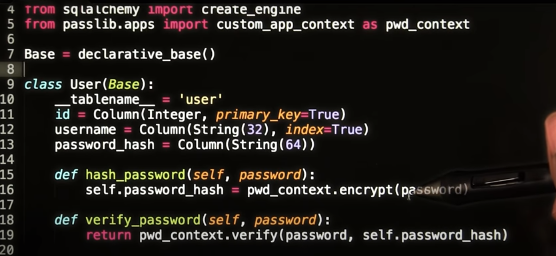 4 from sqlalchemy import create_engine
5 from passlib.apps import custom_app_context as pwd_context
6
7 Base = declarative_base()
8
9 class User(Base):
10 __tablename__ = 'user'
11 id = Column(Integer, primary_key=True)
12 username = Column(String(32), index=True)
13 password_hash = Column(String(64))
14
15 def hash_password(self, password):
16 self.password_hash = pwd_context.encrypt(password)
17
18 def verify_password(self, password):
19 return pwd_context.verify(password, self.password_hash)
20